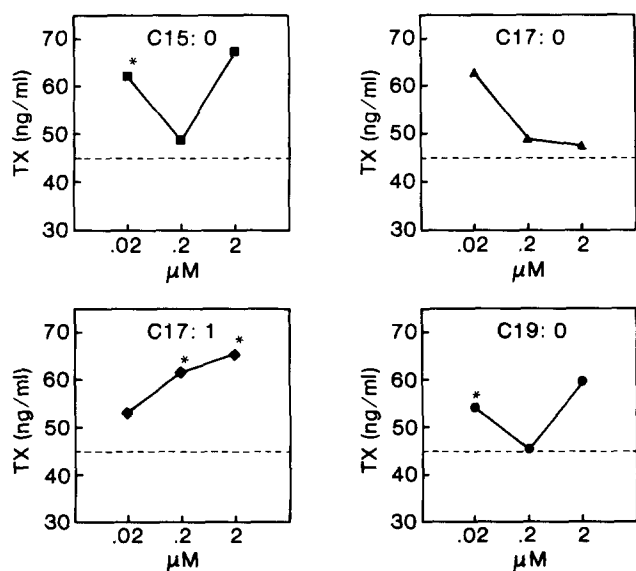 C15:0
TX (ng/ml)
70
60
50
40
30
*
.02 .2 2
μM
C17:0
TX (ng/ml)
70
60
50
40
30
.02 .2 2
μM
C17:1
TX (ng/ml)
70
60
50
40
30
* *
.02 .2 2
μM
C19:0
TX (ng/ml)
70
60
50
40
30
*
.02 .2 2
μM